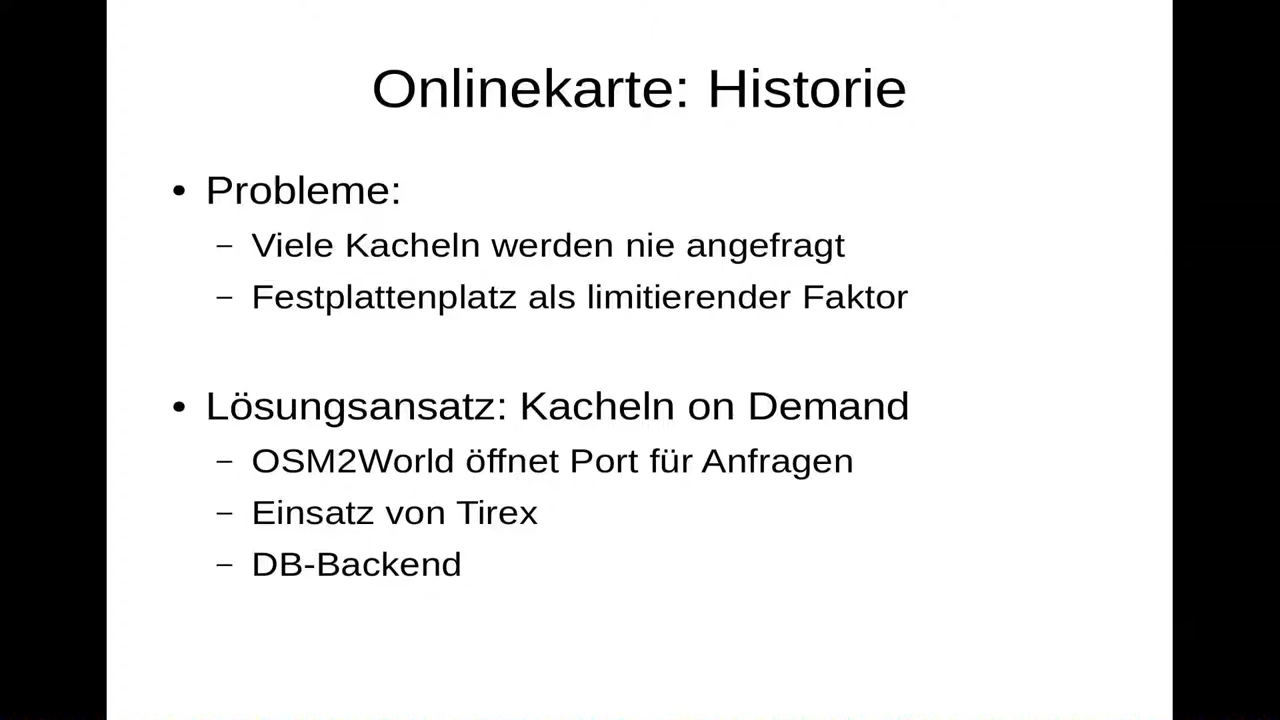 Onlinekarte: Historie
• Probleme:
– Viele Kacheln werden nie angefragt
– Festplattenplatz als limitierender Faktor
• Lösungsansatz: Kacheln on Demand
– OSM2World öffnet Port für Anfragen
– Einsatz von Tirex
– DB-Backend